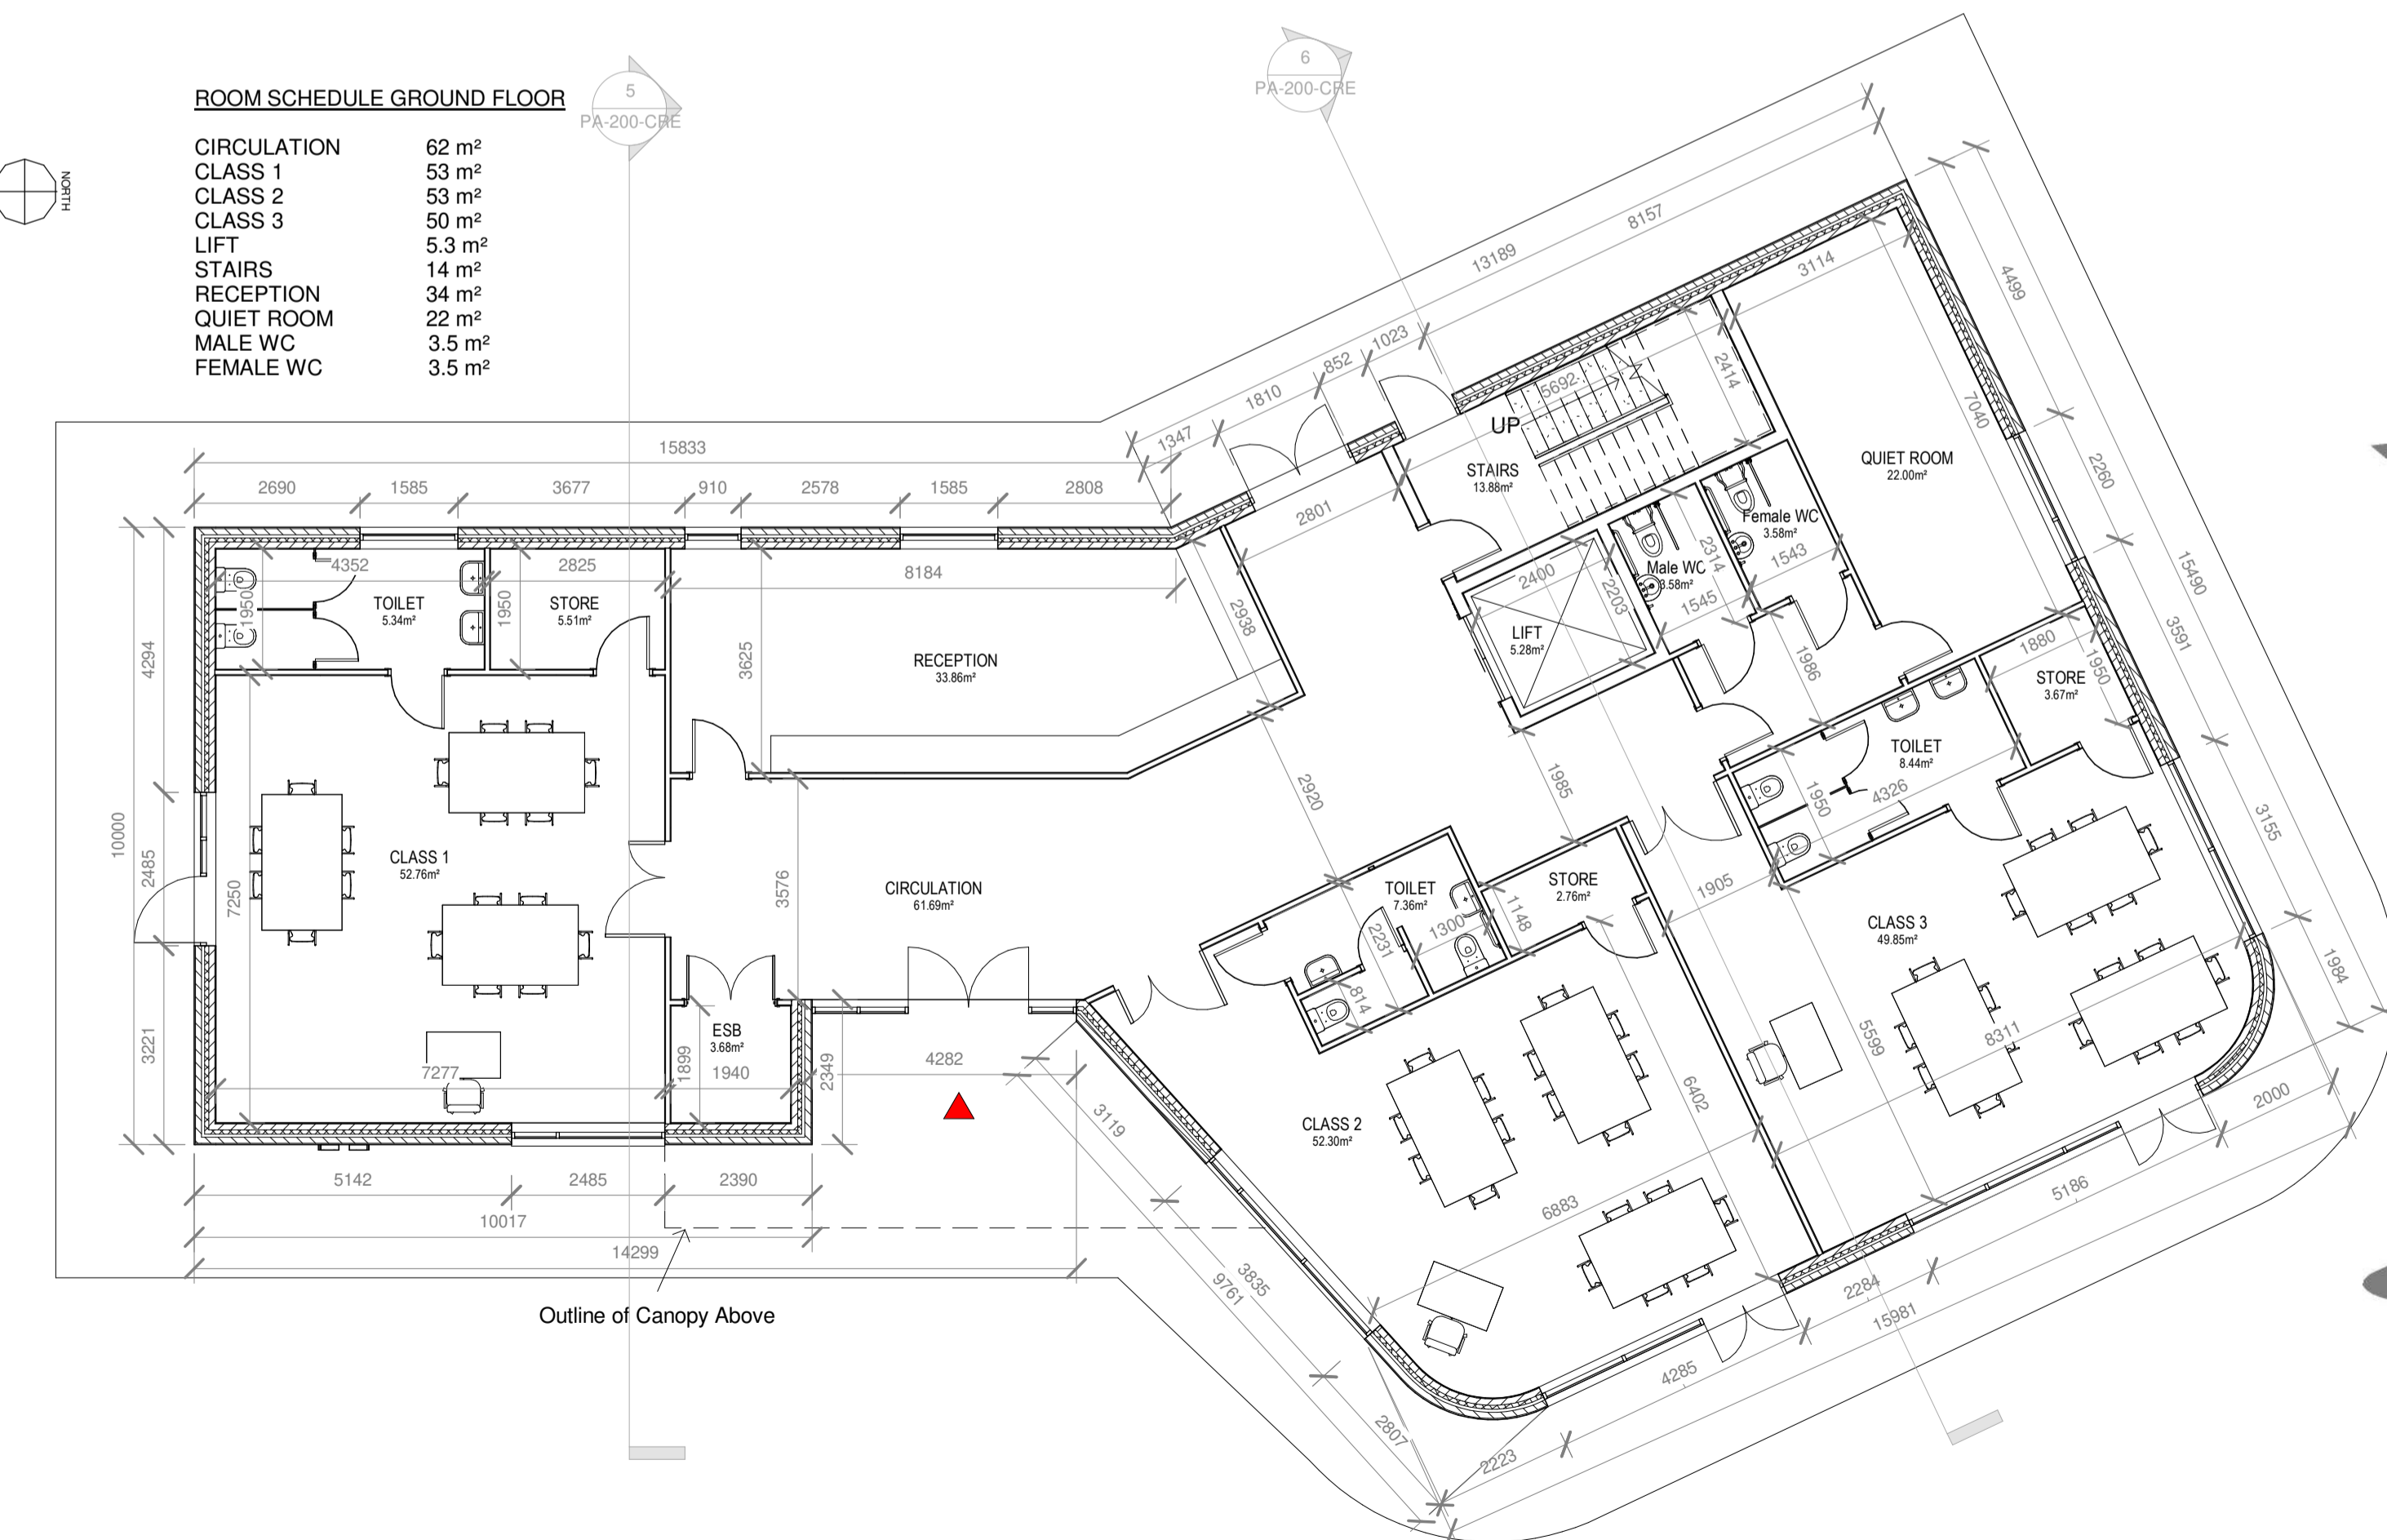 ROOM SCHEDULE GROUND FLOOR
CIRCULATION 62 m²
CLASS 1 53 m²
CLASS 2 53 m²
CLASS 3 50 m²
LIFT 5.3 m²
STAIRS 14 m²
RECEPTION 34 m²
QUIET ROOM 22 m²
MALE WC 3.5 m²
FEMALE WC 3.5 m²
NORTH
5
PA-200-CRE
6
PA-200-CRE
15833
2690
1585
3677
910
2578
1585
2808
1347
1810
852
1023
13189
8157
3114
4499
2260
15490
3591
3155
1984
7040
2414
5692
UP
STAIRS
13.88m²
QUIET ROOM
22.00m²
Female WC
3.58m²
1543
Male WC
3.58m²
2314
1545
2801
2400
2203
LIFT
5.28m²
1986
1880
1950
STORE
3.67m²
TOILET
8.44m²
1950
4326
4352
2825
8184
1950
TOILET
5.34m²
1950
STORE
5.51m²
3625
RECEPTION
33.86m²
2938
2920
1985
4294
10000
2485
3221
7250
CLASS 1
52.76m²
3576
CIRCULATION
61.69m²
TOILET
7.36m²
1300
2231
814
1148
STORE
2.76m²
1905
CLASS 3
49.85m²
5599
8311
ESB
3.68m²
1899
1940
2349
7277
4282
3119
CLASS 2
52.30m²
6402
6883
5142
2485
2390
10017
14299
3835
9761
2807
2223
4285
2284
15981
5186
2000
Outline of Canopy Above